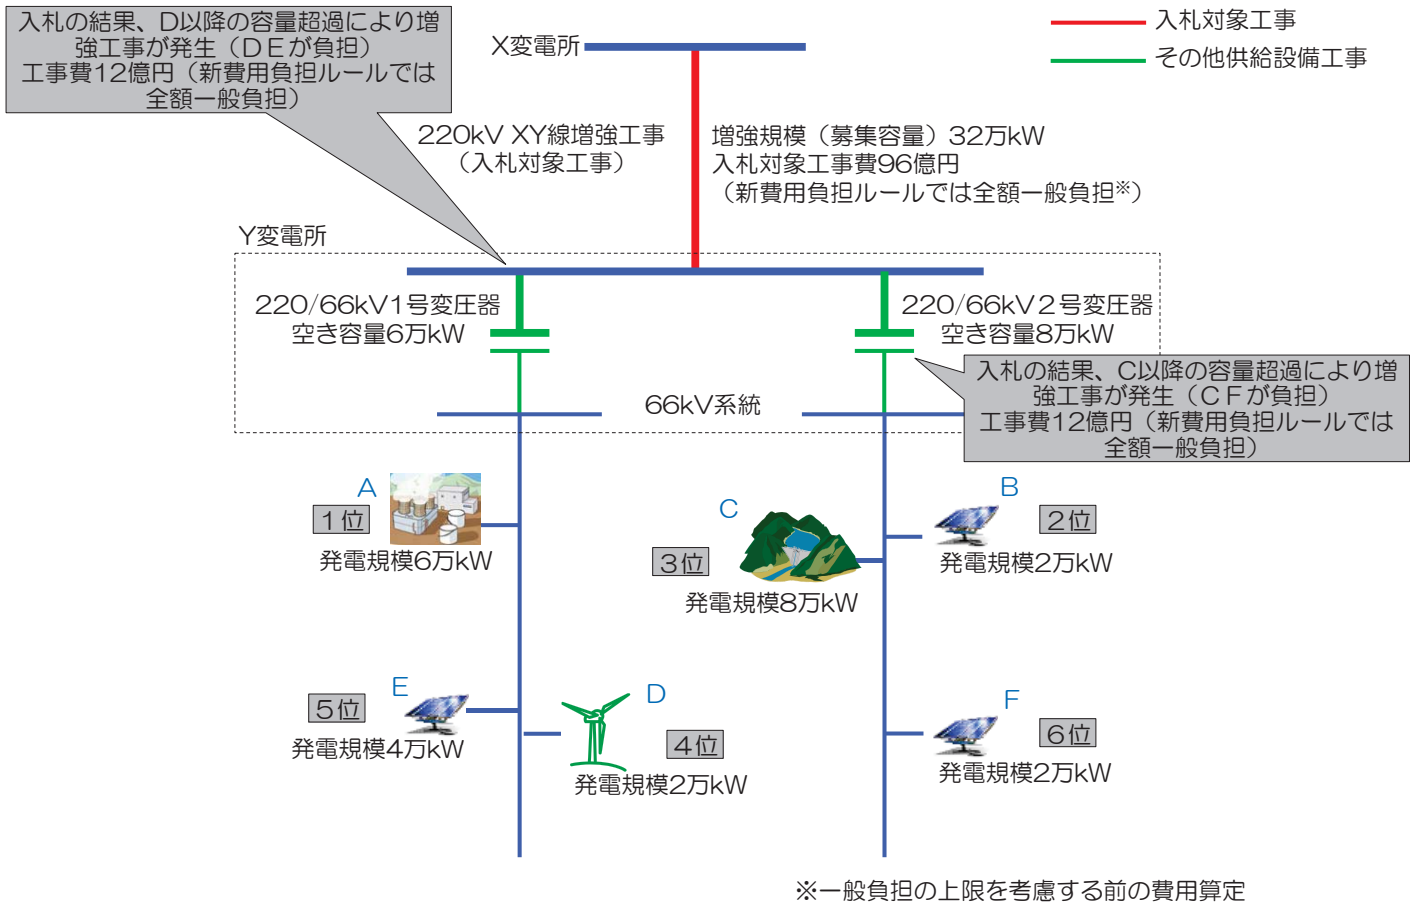 入札の結果、D以降の容量超過により増
強工事が発生（ＤＥが負担）
工事費12億円（新費用負担ルールでは
全額一般負担）
X変電所
入札対象工事
その他供給設備工事
220kV XY線増強工事
（入札対象工事）
増強規模（募集容量）32万kW
入札対象工事費96億円
（新費用負担ルールでは全額一般負担※）
Y変電所
220/66kV1号変圧器
空き容量6万kW
220/66kV２号変圧器
空き容量8万kW
入札の結果、C以降の容量超過により増
強工事が発生（ＣＦが負担）
工事費12億円（新費用負担ルールでは
全額一般負担）
66kV系統
A
１位
発電規模6万kW
B
２位
発電規模2万kW
C
３位
発電規模8万kW
E
５位
発電規模4万kW
D
４位
発電規模2万kW
F
６位
発電規模2万kW
※一般負担の上限を考慮する前の費用算定